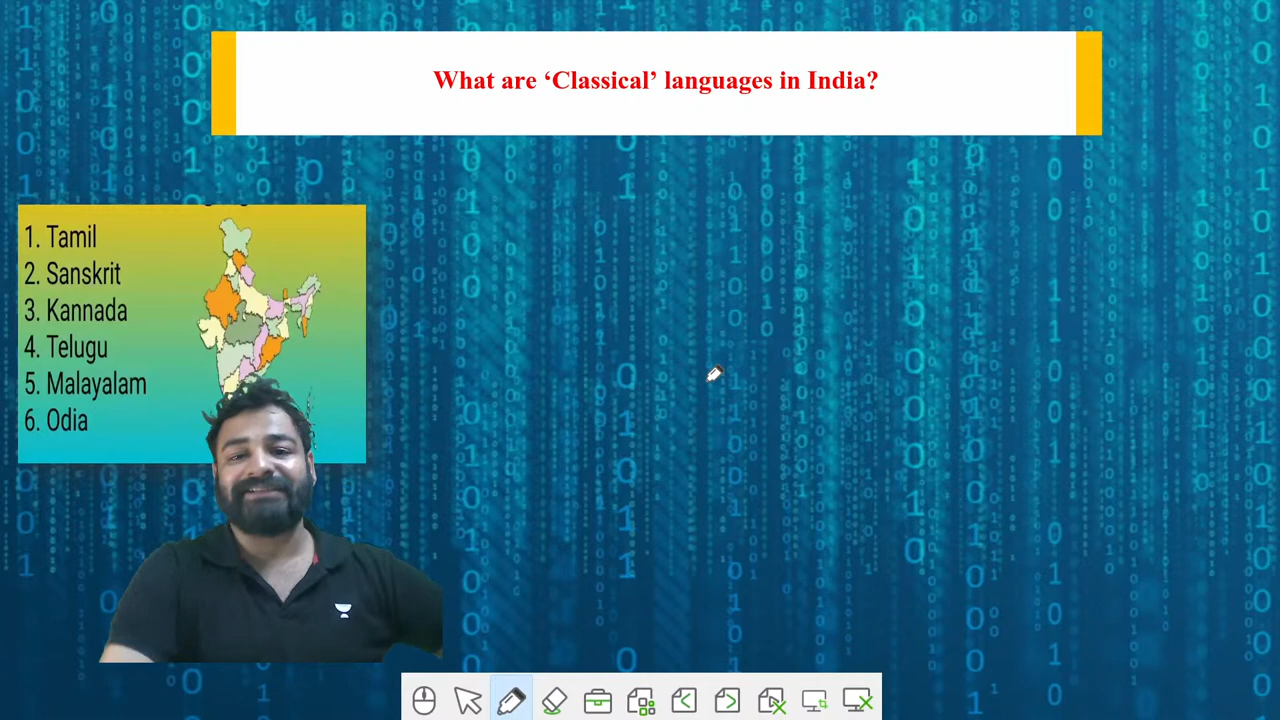 What are ‘Classical’ languages in India?
1. Tamil
2. Sanskrit
3. Kannada
4. Telugu
5. Malayalam
6. Odia